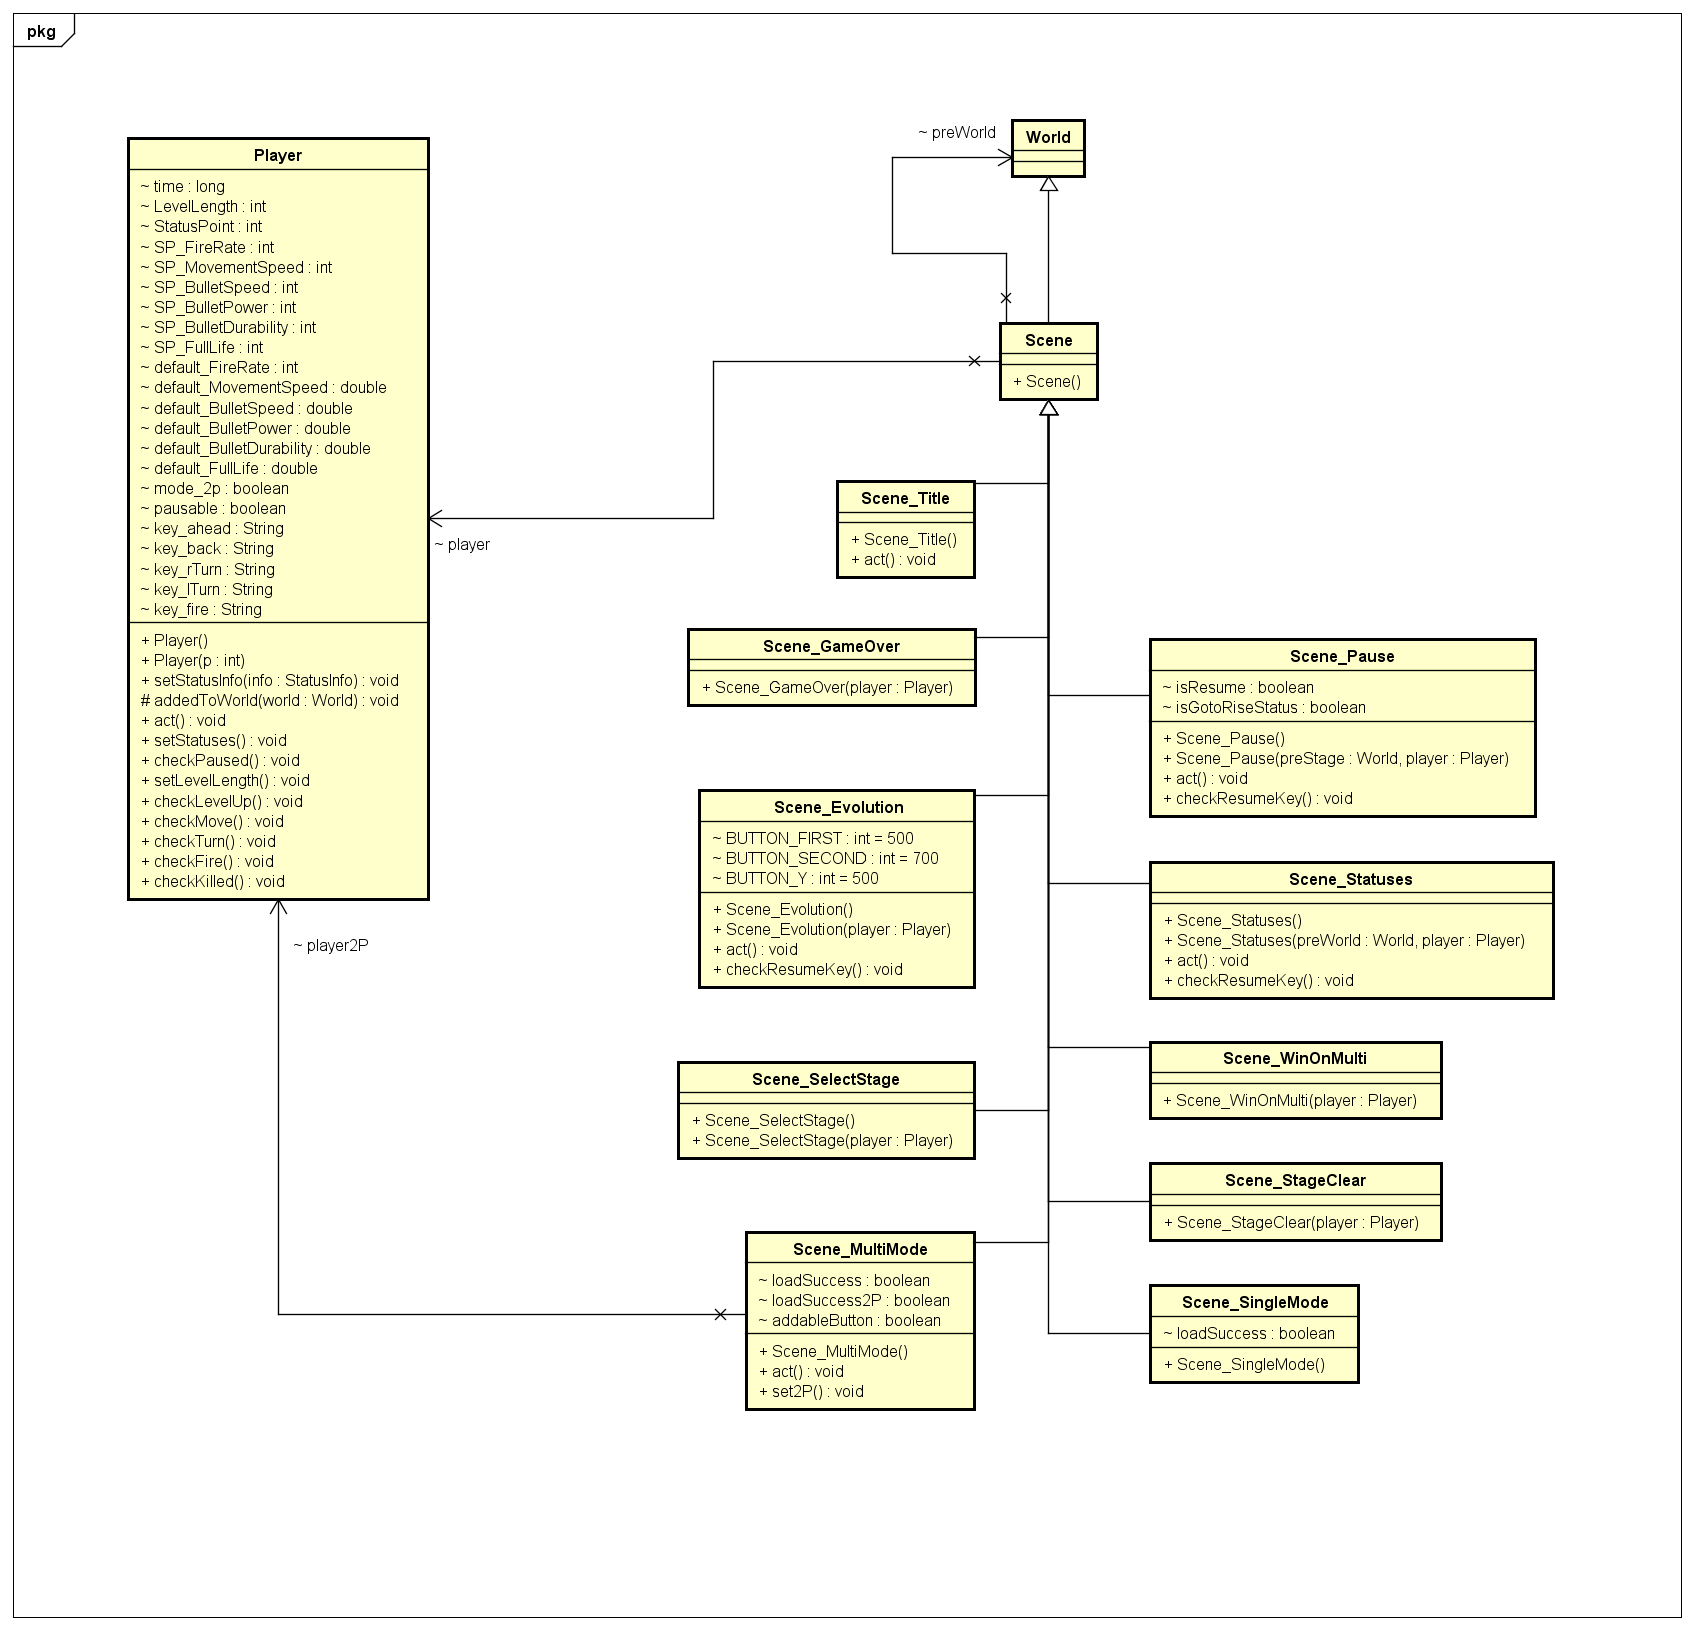 pkg
Player
~ time : long
~ LevelLength : int
~ StatusPoint : int
~ SP_FireRate : int
~ SP_MovementSpeed : int
~ SP_BulletSpeed : int
~ SP_BulletPower : int
~ SP_BulletDurability : int
~ SP_FullLife : int
~ default_FireRate : int
~ default_MovementSpeed : double
~ default_BulletSpeed : double
~ default_BulletPower : double
~ default_BulletDurability : double
~ default_FullLife : double
~ mode_2p : boolean
~ pausable : boolean
~ key_ahead : String
~ key_back : String
~ key_rTurn : String
~ key_lTurn : String
~ key_fire : String
+ Player()
+ Player(p : int)
+ setStatusInfo(info : StatusInfo) : void
# addedToWorld(world : World) : void
+ act() : void
+ setStatuses() : void
+ checkPaused() : void
+ setLevelLength() : void
+ checkLevelUp() : void
+ checkMove() : void
+ checkTurn() : void
+ checkFire() : void
+ checkKilled() : void
~ preWorld
World
Scene
+ Scene()
~ player
~ player2P
Scene_Title
+ Scene_Title()
+ act() : void
Scene_GameOver
+ Scene_GameOver(player : Player)
Scene_Pause
~ isResume : boolean
~ isGotoRiseStatus : boolean
+ Scene_Pause()
+ Scene_Pause(preStage : World, player : Player)
+ act() : void
+ checkResumeKey() : void
Scene_Evolution
~ BUTTON_FIRST : int = 500
~ BUTTON_SECOND : int = 700
~ BUTTON_Y : int = 500
+ Scene_Evolution()
+ Scene_Evolution(player : Player)
+ act() : void
+ checkResumeKey() : void
Scene_Statuses
+ Scene_Statuses()
+ Scene_Statuses(preWorld : World, player : Player)
+ act() : void
+ checkResumeKey() : void
Scene_WinOnMulti
+ Scene_WinOnMulti(player : Player)
Scene_SelectStage
+ Scene_SelectStage()
+ Scene_SelectStage(player : Player)
Scene_StageClear
+ Scene_StageClear(player : Player)
Scene_MultiMode
~ loadSuccess : boolean
~ loadSuccess2P : boolean
~ addableButton : boolean
+ Scene_MultiMode()
+ act() : void
+ set2P() : void
Scene_SingleMode
~ loadSuccess : boolean
+ Scene_SingleMode()